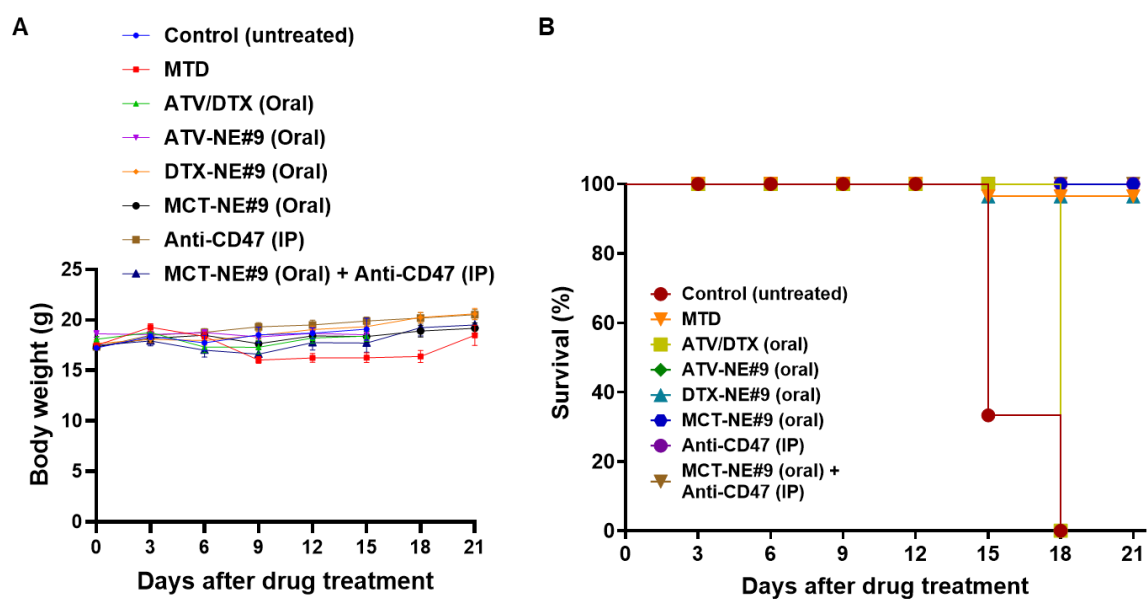 A
Control (untreated)
MTD
ATV/DTX (Oral)
ATV-NE#9 (Oral)
DTX-NE#9 (Oral)
MCT-NE#9 (Oral)
Anti-CD47 (IP)
MCT-NE#9 (Oral) + Anti-CD47 (IP)
Body weight (g)
25
20
15
10
5
0
0 3 6 9 12 15 18 21
Days after drug treatment
B
Survival (%)
100
80
60
40
20
0
Control (untreated)
MTD
ATV/DTX (oral)
ATV-NE#9 (oral)
DTX-NE#9 (oral)
MCT-NE#9 (oral)
Anti-CD47 (IP)
MCT-NE#9 (oral) +
Anti-CD47 (IP)
0 3 6 9 12 15 18 21
Days after drug treatment